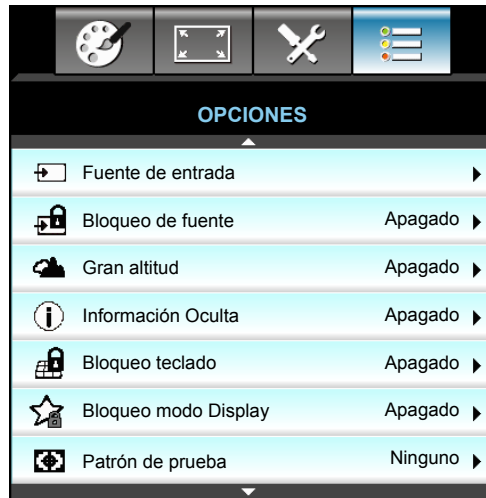 OPCIONES
Fuente de entrada
Bloqueo de fuente Apagado
Gran altitud Apagado
Información Oculta Apagado
Bloqueo teclado Apagado
Bloqueo modo Display Apagado
Patrón de prueba Ninguno